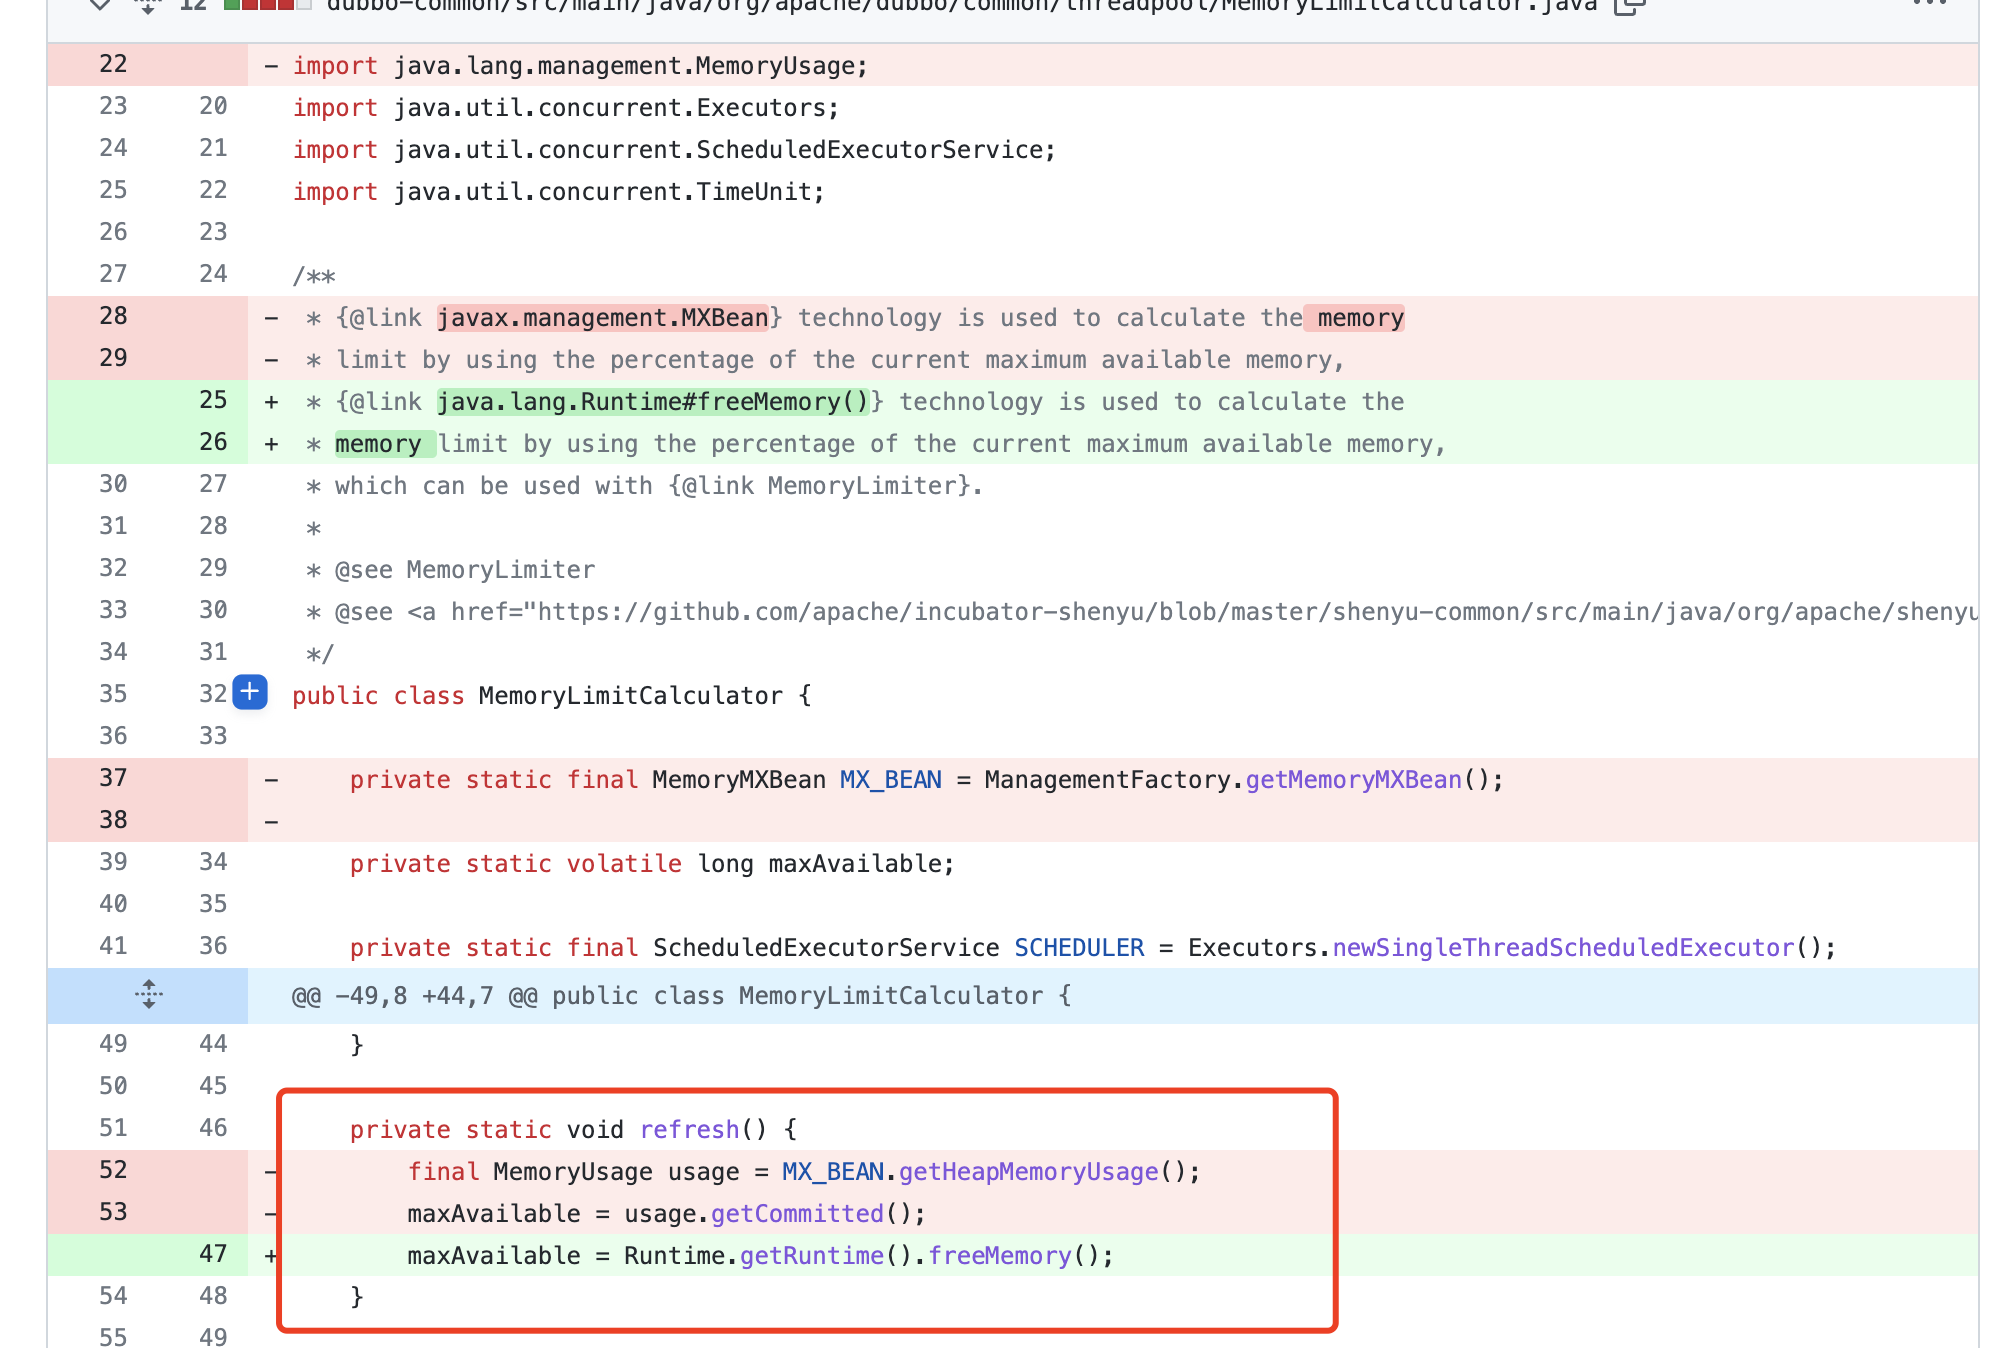 12 dubbo-common/src/main/java/org/apache/dubbo/common/threadpool/MemoryLimitCalculator.java
22 - import java.lang.management.MemoryUsage;
23 20 import java.util.concurrent.Executors;
24 21 import java.util.concurrent.ScheduledExecutorService;
25 22 import java.util.concurrent.TimeUnit;
26 23
27 24 /**
28 - * {@link javax.management.MXBean} technology is used to calculate the memory
29 - * limit by using the percentage of the current maximum available memory,
25 + * {@link java.lang.Runtime#freeMemory()} technology is used to calculate the
26 + * memory limit by using the percentage of the current maximum available memory,
30 27 * which can be used with {@link MemoryLimiter}.
31 28 *
32 29 * @see MemoryLimiter
33 30 * @see <a href="https://github.com/apache/incubator-shenyu/blob/master/shenyu-common/src/main/java/org/apache/shenyu
34 31 */
35 32 + public class MemoryLimitCalculator {
36 33
37 - private static final MemoryMXBean MX_BEAN = ManagementFactory.getMemoryMXBean();
38 -
39 34 private static volatile long maxAvailable;
40 35
41 36 private static final ScheduledExecutorService SCHEDULER = Executors.newSingleThreadScheduledExecutor();
@@ -49,8 +44,7 @@ public class MemoryLimitCalculator {
49 44 }
50 45
51 46 private static void refresh() {
52 - final MemoryUsage usage = MX_BEAN.getHeapMemoryUsage();
53 - maxAvailable = usage.getCommitted();
47 + maxAvailable = Runtime.getRuntime().freeMemory();
54 48 }
55 49